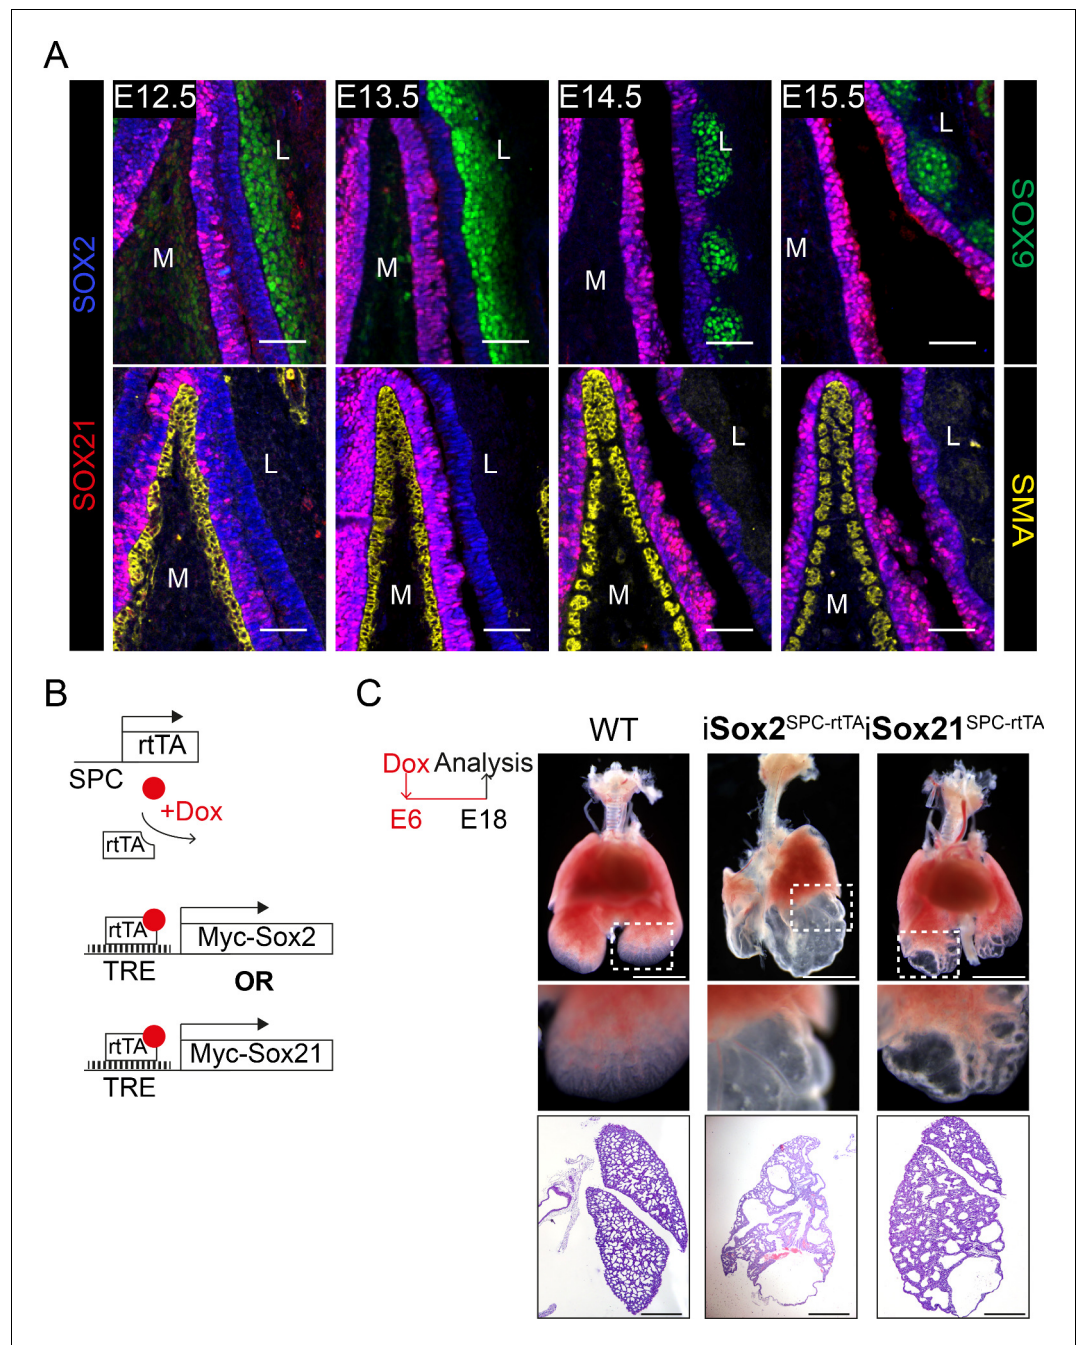 A
E12.5 E13.5 E14.5 E15.5
L L L L
M M M M
SOX2
SOX9
L L L L
M M M M
SOX21
SMA
B
rtTA
SPC
+Dox
rtTA
rtTA
Myc-Sox2
TRE
OR
rtTA
Myc-Sox21
TRE
C
WT iSox2SPC-rtTA iSox21SPC-rtTA
Dox Analysis
E6 E18